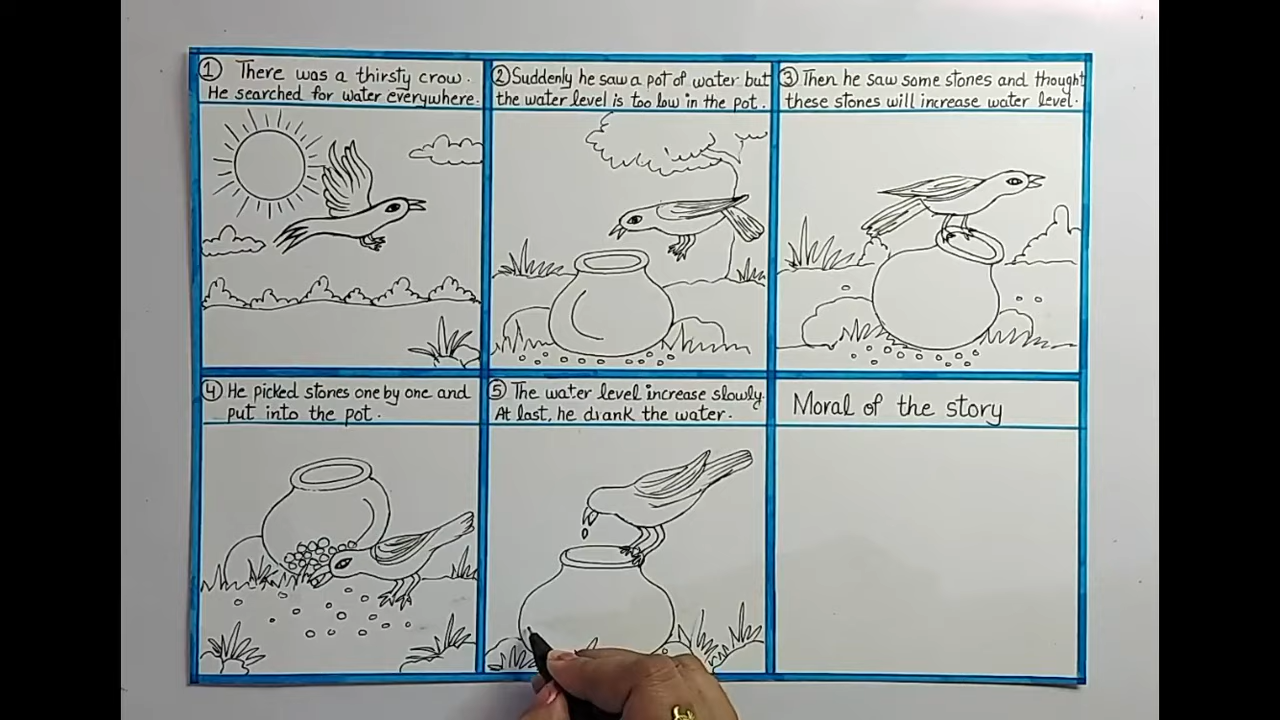 ① There was a thirsty crow.
He searched for water everywhere.
② Suddenly he saw a pot of water but
the water level is too low in the pot.
③ Then he saw some stones and thought
these stones will increase water level.
④ He picked stones one by one and
put into the pot.
⑤ The water level increase slowly.
At last, he drank the water.
Moral of the story